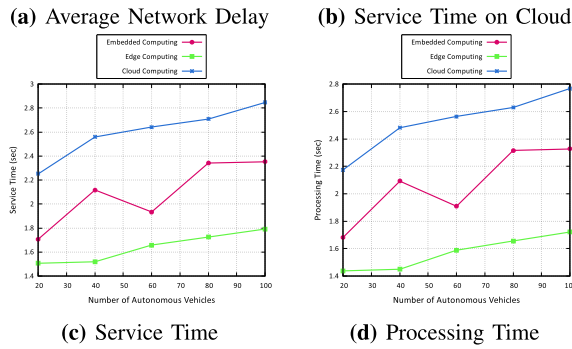 (a) Average Network Delay
(b) Service Time on Cloud
Embedded Computing
Edge Computing
Cloud Computing
3
2.8
2.6
2.4
2.2
2
1.8
1.6
1.4
20
40
60
80
100
Service Time (sec)
Number of Autonomous Vehicles
Embedded Computing
Edge Computing
Cloud Computing
2.8
2.6
2.4
2.2
2
1.8
1.6
1.4
20
40
60
80
10
Processing Time (sec)
Number of Autonomous Vehicles
(c) Service Time
(d) Processing Time